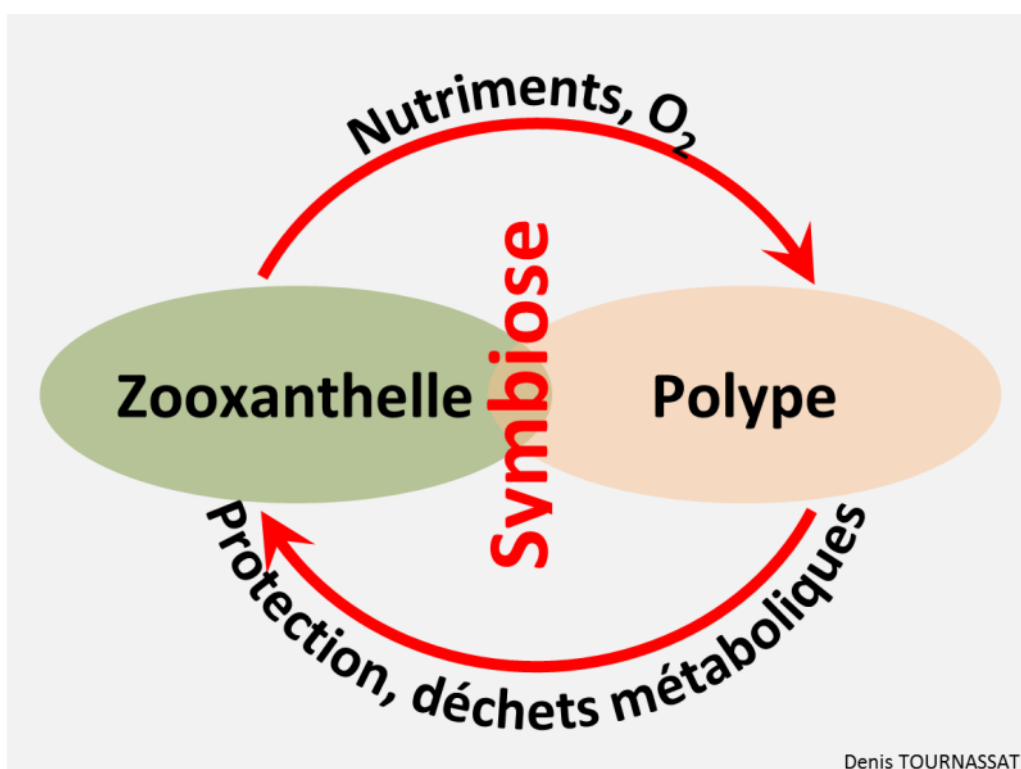 Nutriments, O₂
Symbiose
Zooxanthelle
Polype
Protection, déchets métaboliques
Denis TOURNASSAT